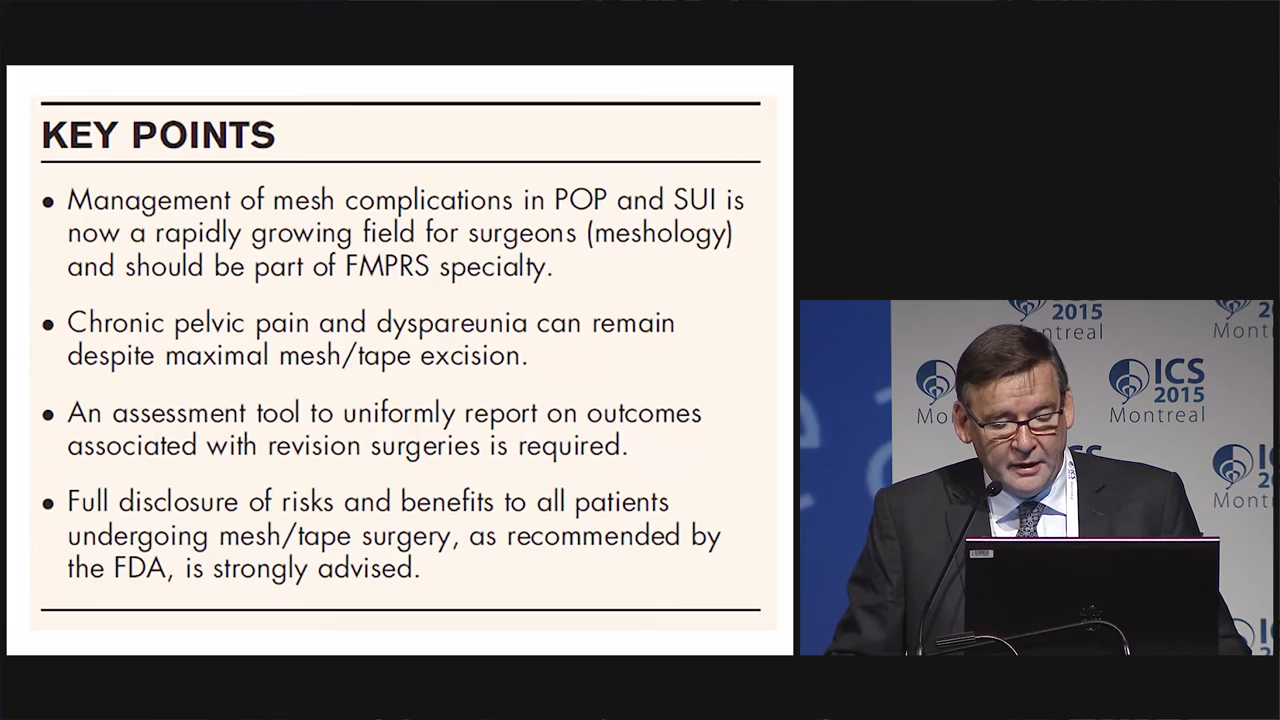 KEY POINTS
• Management of mesh complications in POP and SUI is
now a rapidly growing field for surgeons (meshology)
and should be part of FMPRS specialty.
• Chronic pelvic pain and dyspareunia can remain
despite maximal mesh/tape excision.
• An assessment tool to uniformly report on outcomes
associated with revision surgeries is required.
• Full disclosure of risks and benefits to all patients
undergoing mesh/tape surgery, as recommended by
the FDA, is strongly advised.
2015
Montreal
ICS
2015
Montreal